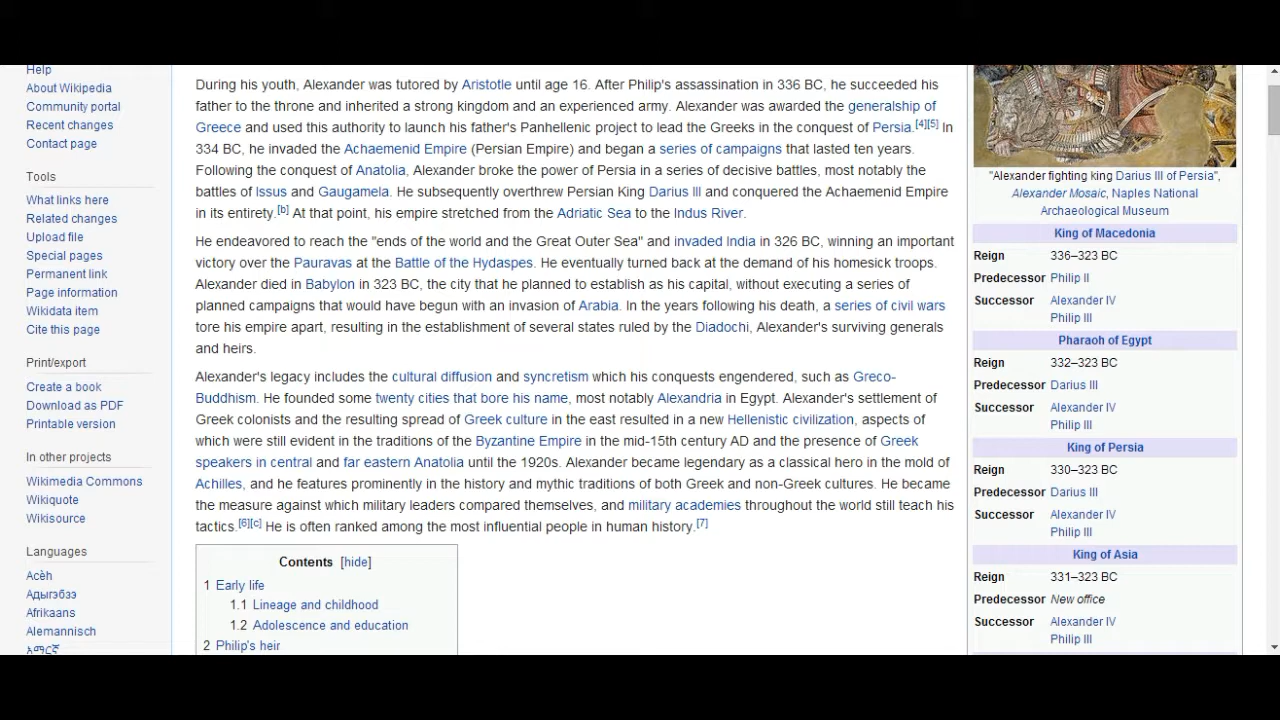 Help
About Wikipedia
Community portal
Recent changes
Contact page
Tools
What links here
Related changes
Upload file
Special pages
Permanent link
Page information
Wikidata item
Cite this page
Print/export
Create a book
Download as PDF
Printable version
In other projects
Wikimedia Commons
Wikiquote
Wikisource
Languages
Acèh
Адыгэбзэ
Afrikaans
Alemannisch
አማርኛ
During his youth, Alexander was tutored by Aristotle until age 16. After Philip's assassination in 336 BC, he succeeded his
father to the throne and inherited a strong kingdom and an experienced army. Alexander was awarded the generalship of
Greece and used this authority to launch his father's Panhellenic project to lead the Greeks in the conquest of Persia.[4][5] In
334 BC, he invaded the Achaemenid Empire (Persian Empire) and began a series of campaigns that lasted ten years.
Following the conquest of Anatolia, Alexander broke the power of Persia in a series of decisive battles, most notably the
battles of Issus and Gaugamela. He subsequently overthrew Persian King Darius III and conquered the Achaemenid Empire
in its entirety.[b] At that point, his empire stretched from the Adriatic Sea to the Indus River.
He endeavored to reach the "ends of the world and the Great Outer Sea" and invaded India in 326 BC, winning an important
victory over the Pauravas at the Battle of the Hydaspes. He eventually turned back at the demand of his homesick troops.
Alexander died in Babylon in 323 BC, the city that he planned to establish as his capital, without executing a series of
planned campaigns that would have begun with an invasion of Arabia. In the years following his death, a series of civil wars
tore his empire apart, resulting in the establishment of several states ruled by the Diadochi, Alexander's surviving generals
and heirs.
Alexander's legacy includes the cultural diffusion and syncretism which his conquests engendered, such as Greco-
Buddhism. He founded some twenty cities that bore his name, most notably Alexandria in Egypt. Alexander's settlement of
Greek colonists and the resulting spread of Greek culture in the east resulted in a new Hellenistic civilization, aspects of
which were still evident in the traditions of the Byzantine Empire in the mid-15th century AD and the presence of Greek
speakers in central and far eastern Anatolia until the 1920s. Alexander became legendary as a classical hero in the mold of
Achilles, and he features prominently in the history and mythic traditions of both Greek and non-Greek cultures. He became
the measure against which military leaders compared themselves, and military academies throughout the world still teach his
tactics.[6][c] He is often ranked among the most influential people in human history.[7]
Contents [hide]
1 Early life
1.1 Lineage and childhood
1.2 Adolescence and education
2 Philip's heir
"Alexander fighting king Darius III of Persia",
Alexander Mosaic, Naples National
Archaeological Museum
King of Macedonia
Reign 336–323 BC
Predecessor Philip II
Successor Alexander IV
Philip III
Pharaoh of Egypt
Reign 332–323 BC
Predecessor Darius III
Successor Alexander IV
Philip III
King of Persia
Reign 330–323 BC
Predecessor Darius III
Successor Alexander IV
Philip III
King of Asia
Reign 331–323 BC
Predecessor New office
Successor Alexander IV
Philip III